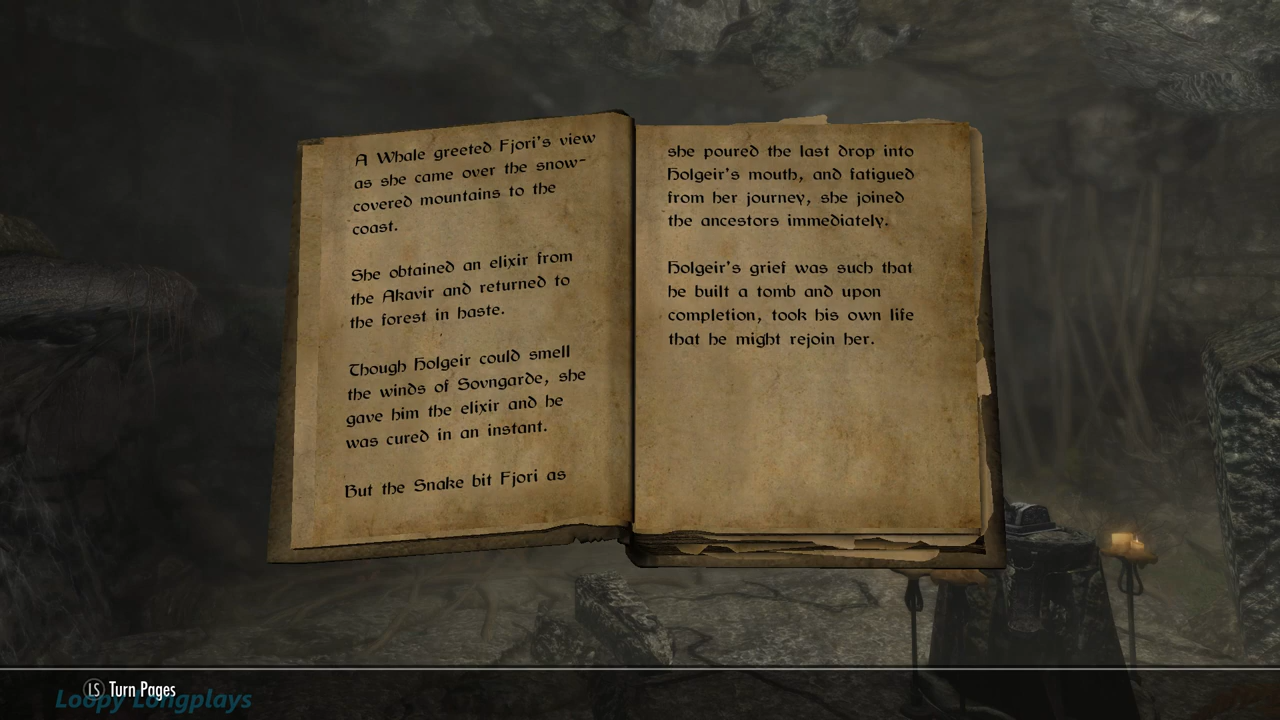 A Whale greeted Fjori's view
as she came over the snow-
covered mountains to the
coast.
She obtained an elixir from
the Akavir and returned to
the forest in haste.
Though Holgeir could smell
the winds of Sovngarde, she
gave him the elixir and he
was cured in an instant.
But the Snake bit Fjori as
she poured the last drop into
Holgeir's mouth, and fatigued
from her journey, she joined
the ancestors immediately.
Holgeir's grief was such that
he built a tomb and upon
completion, took his own life
that he might rejoin her.
LS Turn Pages
Loopy Longplays